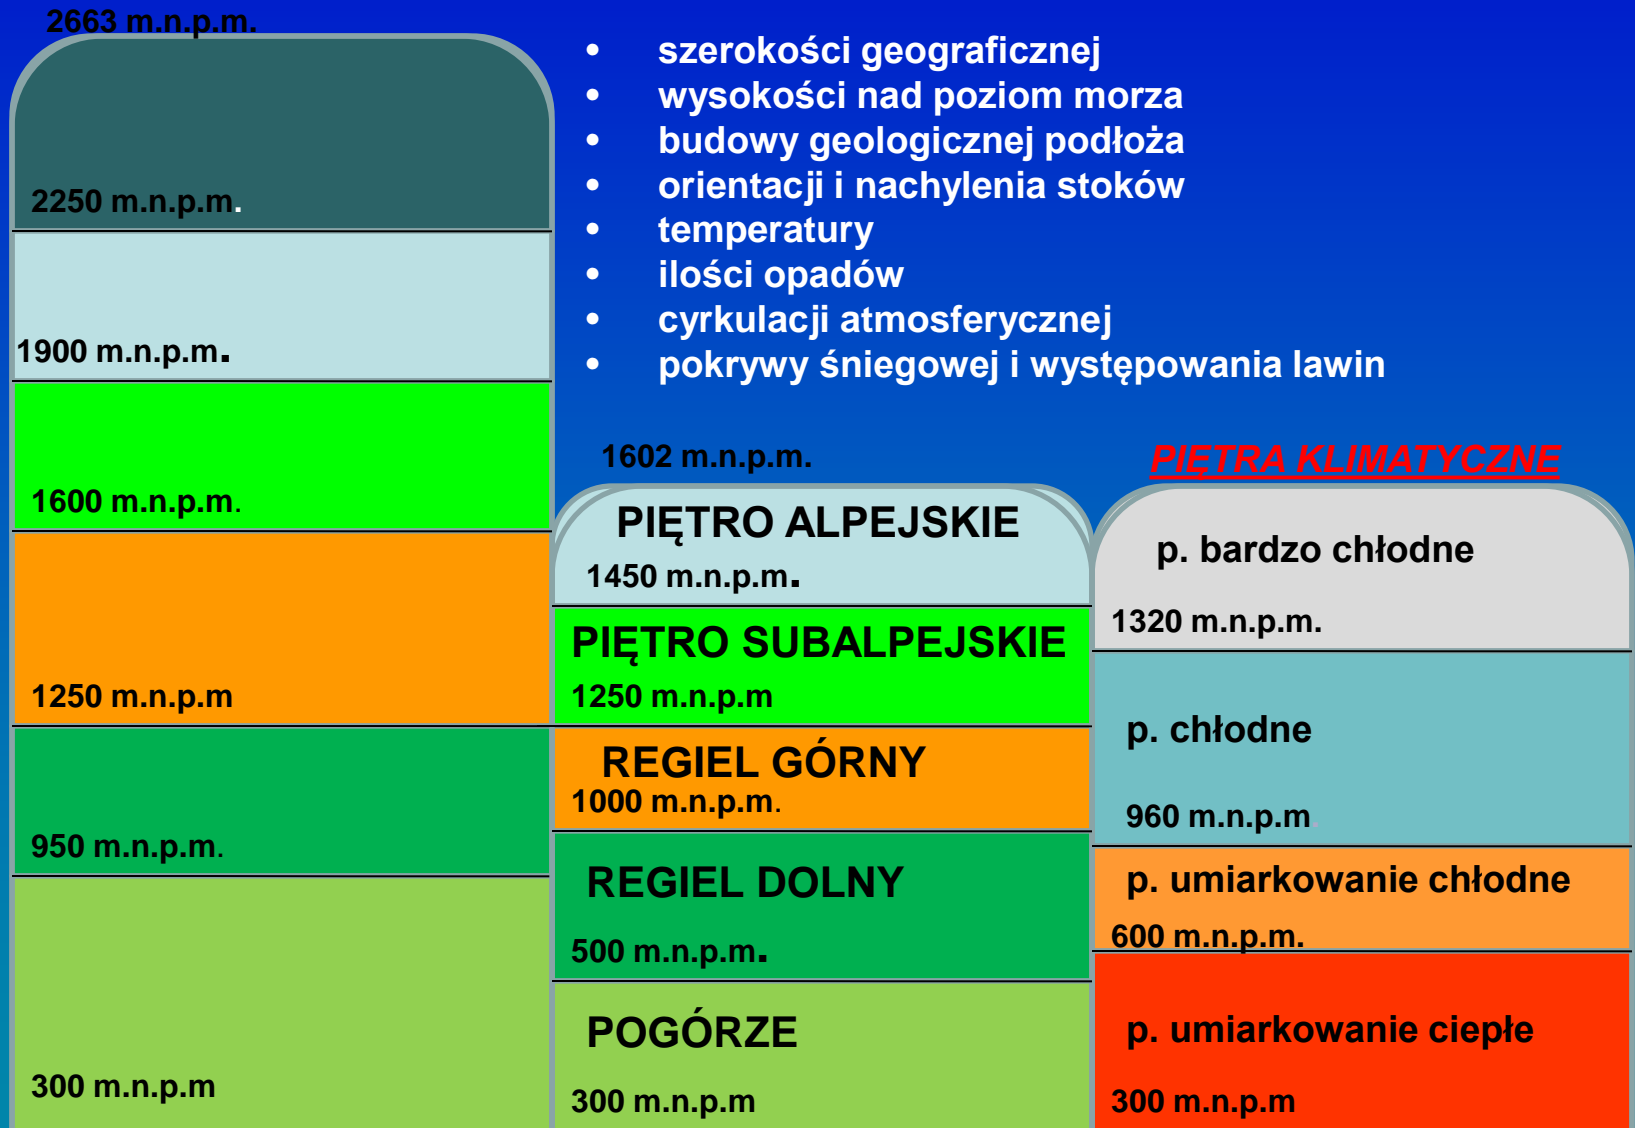 2663 m.n.p.m.
2250 m.n.p.m.
1900 m.n.p.m.
1600 m.n.p.m.
1250 m.n.p.m
950 m.n.p.m.
300 m.n.p.m
• szerokości geograficznej
• wysokości nad poziom morza
• budowy geologicznej podłoża
• orientacji i nachylenia stoków
• temperatury
• ilości opadów
• cyrkulacji atmosferycznej
• pokrywy śniegowej i występowania lawin
1602 m.n.p.m.
PIĘTRO ALPEJSKIE
1450 m.n.p.m.
PIĘTRO SUBALPEJSKIE
1250 m.n.p.m
REGIEL GÓRNY
1000 m.n.p.m.
REGIEL DOLNY
500 m.n.p.m.
POGÓRZE
300 m.n.p.m
PIĘTRA KLIMATYCZNE
p. bardzo chłodne
1320 m.n.p.m.
p. chłodne
960 m.n.p.m.
p. umiarkowanie chłodne
600 m.n.p.m.
p. umiarkowanie ciepłe
300 m.n.p.m